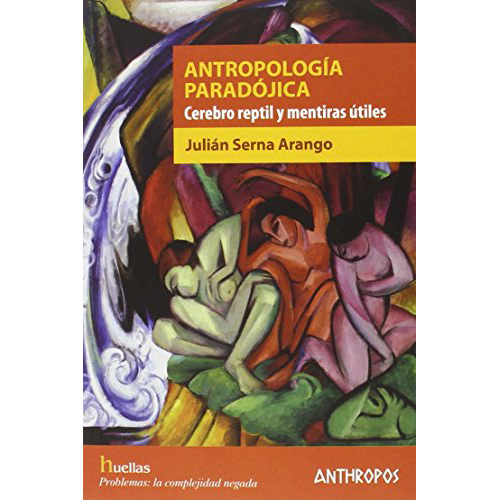 ANTROPOLOGÍA
PARADÓJICA
Cerebro reptil y mentiras útiles
Julián Serna Arango
huellas
Problemas: la complejidad negada
ANTHROPOS